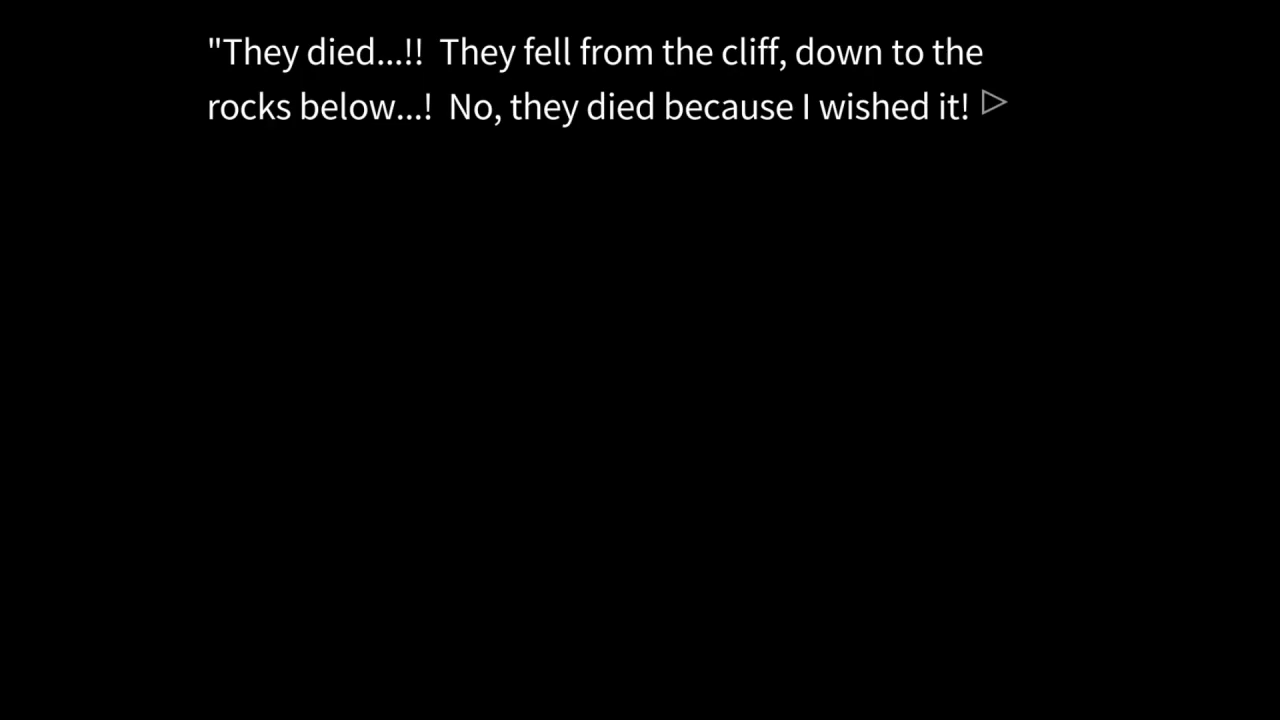 "They died...!!  They fell from the cliff, down to the
rocks below...!  No, they died because I wished it!